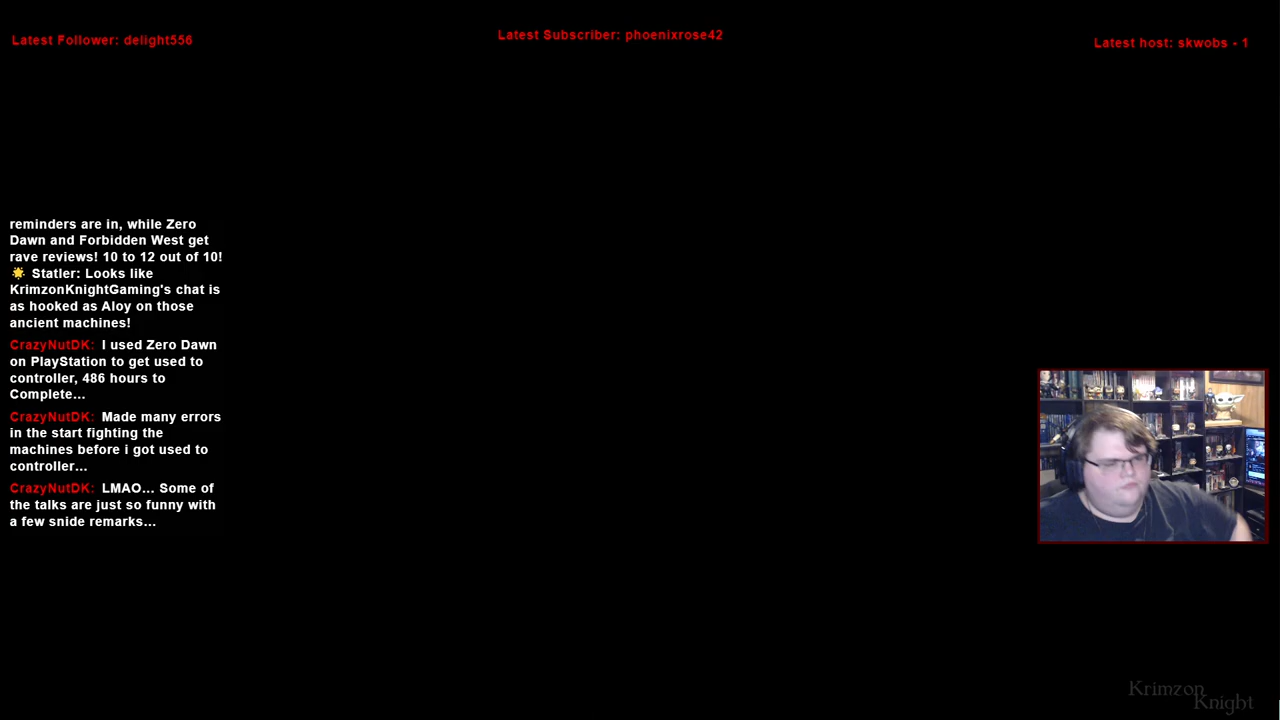 Latest Follower: delight556
Latest Subscriber: phoenixrose42
Latest host: skwobs - 1
reminders are in, while Zero
Dawn and Forbidden West get
rave reviews! 10 to 12 out of 10!
🌟 Statler: Looks like
KrimzonKnightGaming's chat is
as hooked as Aloy on those
ancient machines!
CrazyNutDK: I used Zero Dawn
on PlayStation to get used to
controller, 486 hours to
Complete...
CrazyNutDK: Made many errors
in the start fighting the
machines before i got used to
controller...
CrazyNutDK: LMAO... Some of
the talks are just so funny with
a few snide remarks...
Krimzon
Knight